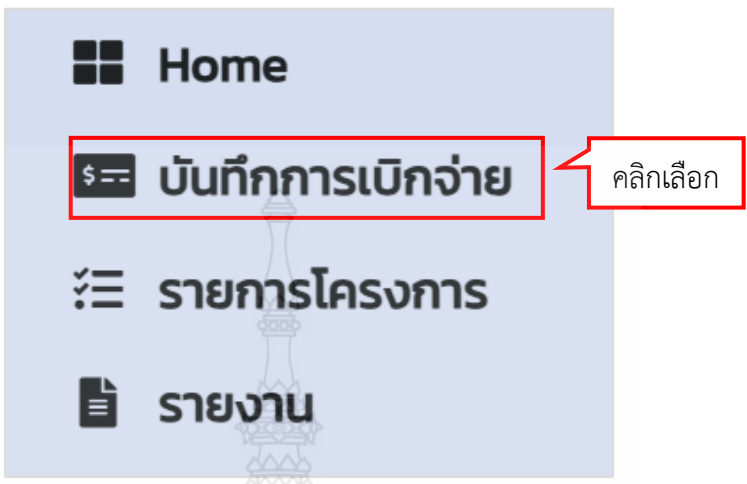 Home
บันทึกการเบิกจ่าย
คลิกเลือก
รายการโครงการ
รายงาน